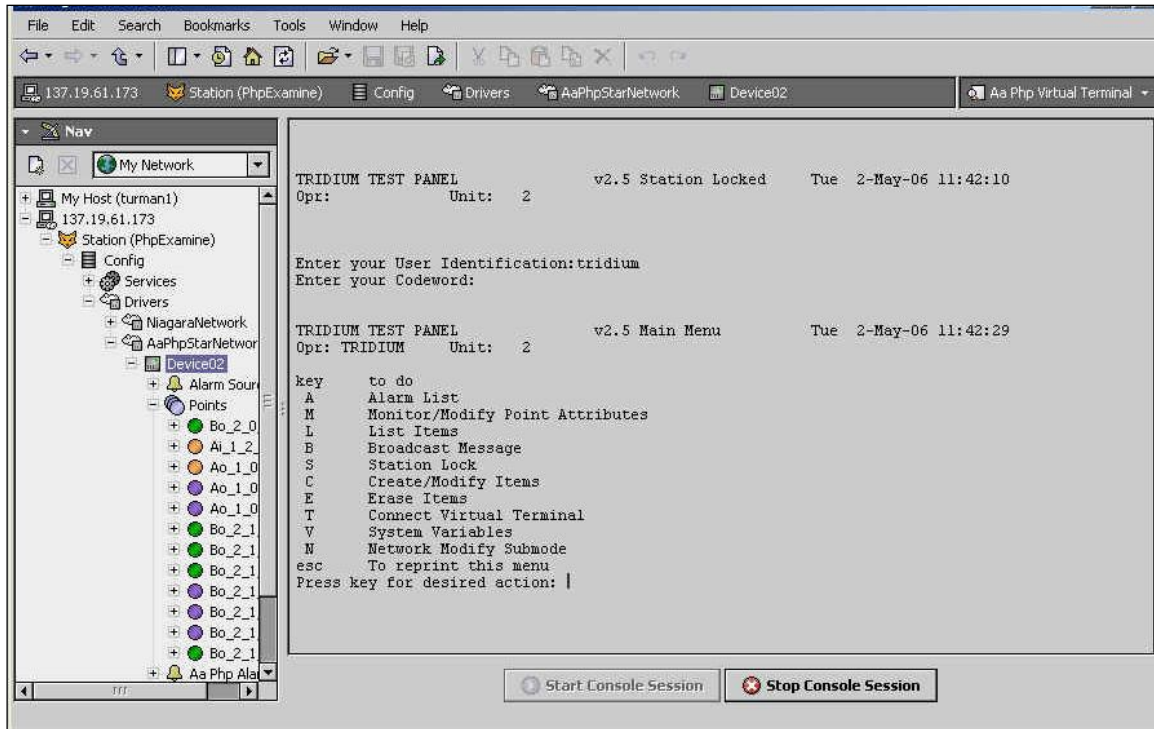 File Edit Search Bookmarks Tools Window Help
137.19.61.173 Station (PhpExamine) Config Drivers AaPhpStarNetwork Device02 Aa Php Virtual Terminal
Nav
My Network
My Host (turman1)
137.19.61.173
Station (PhpExamine)
Config
Services
Drivers
NiagaraNetwork
AaPhpStarNetwor
Device02
Alarm Sour
Points
Bo_2_0
Ai_1_2_
Ao_1_0
Ao_1_0
Ao_1_0
Bo_2_1
Bo_2_1
Bo_2_1
Bo_2_1
Bo_2_1
Bo_2_1
Bo_2_1
Aa Php Ala
TRIDIUM TEST PANEL v2.5 Station Locked Tue 2-May-06 11:42:10
Opr: Unit: 2
Enter your User Identification:tridium
Enter your Codeword:
TRIDIUM TEST PANEL v2.5 Main Menu Tue 2-May-06 11:42:29
Opr: TRIDIUM Unit: 2
key to do
A Alarm List
M Monitor/Modify Point Attributes
L List Items
B Broadcast Message
S Station Lock
C Create/Modify Items
E Erase Items
T Connect Virtual Terminal
V System Variables
N Network Modify Submode
esc To reprint this menu
Press key for desired action:
Start Console Session Stop Console Session